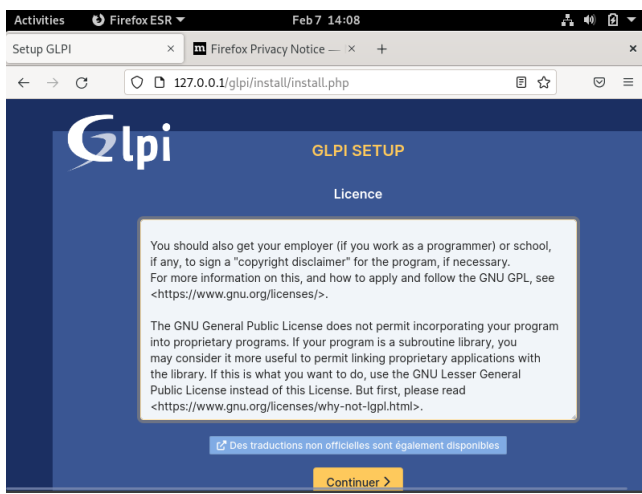 Activities Firefox ESR Feb 7 14:08
Setup GLPI × m Firefox Privacy Notice — × + ×
127.0.0.1/glpi/install/install.php
Glpi
GLPI SETUP
Licence
You should also get your employer (if you work as a programmer) or school,
if any, to sign a "copyright disclaimer" for the program, if necessary.
For more information on this, and how to apply and follow the GNU GPL, see
<https://www.gnu.org/licenses/>.
The GNU General Public License does not permit incorporating your program
into proprietary programs. If your program is a subroutine library, you
may consider it more useful to permit linking proprietary applications with
the library. If this is what you want to do, use the GNU Lesser General
Public License instead of this License. But first, please read
<https://www.gnu.org/licenses/why-not-lgpl.html>.
Des traductions non officielles sont également disponibles
Continuer >